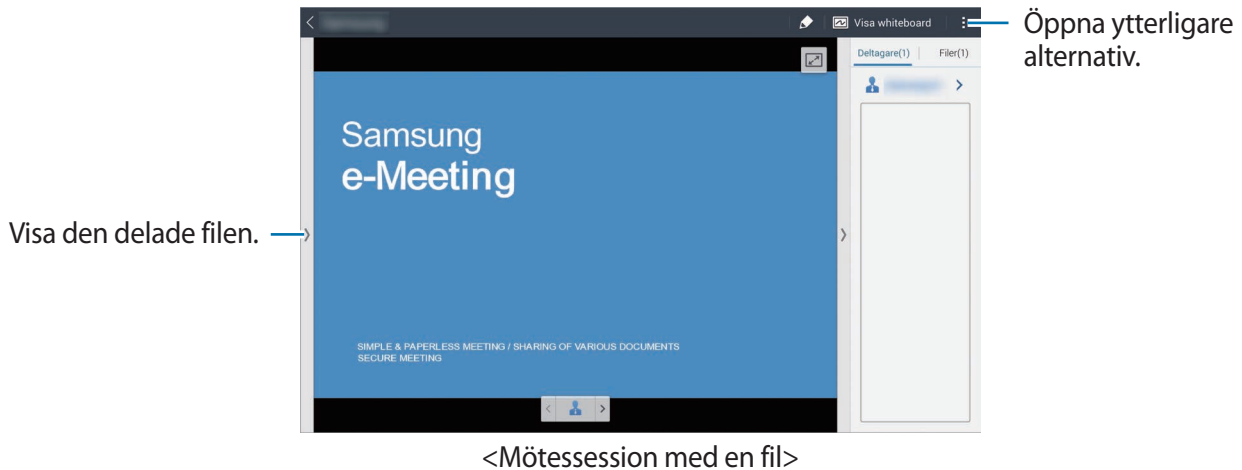 Visa whiteboard
Öppna ytterligare
alternativ.
Deltagare(1)
Filer(1)
Samsung
e-Meeting
Visa den delade filen.
SIMPLE & PAPERLESS MEETING / SHARING OF VARIOUS DOCUMENTS
SECURE MEETING
<Mötessession med en fil>